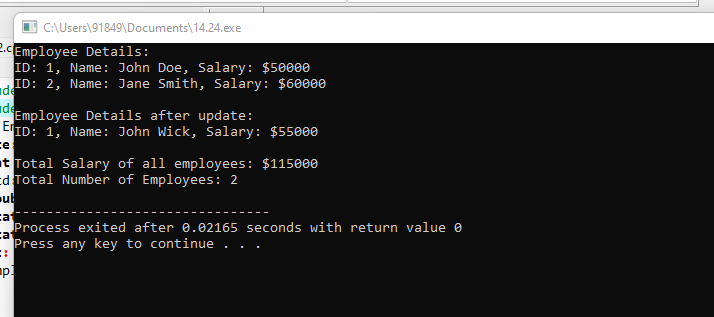 C:\Users\91849\Documents\14.24.exe
Employee Details:
ID: 1, Name: John Doe, Salary: $50000
ID: 2, Name: Jane Smith, Salary: $60000
Employee Details after update:
ID: 1, Name: John Wick, Salary: $55000
Total Salary of all employees: $115000
Total Number of Employees: 2
--------------------------------
Process exited after 0.02165 seconds with return value 0
Press any key to continue . . .